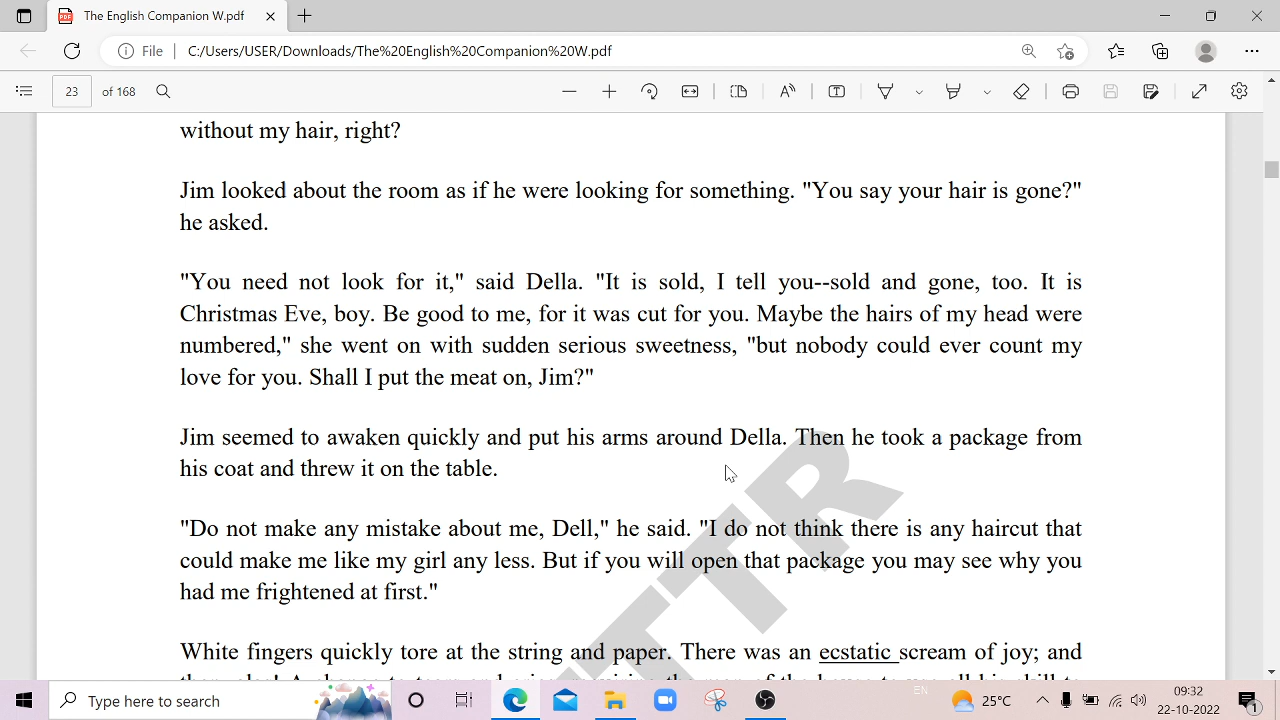 The English Companion W.pdf
File
C:/Users/USER/Downloads/The%20English%20Companion%20W.pdf
23 of 168
without my hair, right?
Jim looked about the room as if he were looking for something. "You say your hair is gone?"
he asked.
"You need not look for it," said Della. "It is sold, I tell you--sold and gone, too. It is
Christmas Eve, boy. Be good to me, for it was cut for you. Maybe the hairs of my head were
numbered," she went on with sudden serious sweetness, "but nobody could ever count my
love for you. Shall I put the meat on, Jim?"
Jim seemed to awaken quickly and put his arms around Della. Then he took a package from
his coat and threw it on the table.
"Do not make any mistake about me, Dell," he said. "I do not think there is any haircut that
could make me like my girl any less. But if you will open that package you may see why you
had me frightened at first."
White fingers quickly tore at the string and paper. There was an ecstatic scream of joy; and
TTR
Type here to search
EN
25°C
09:32
22-10-2022
1